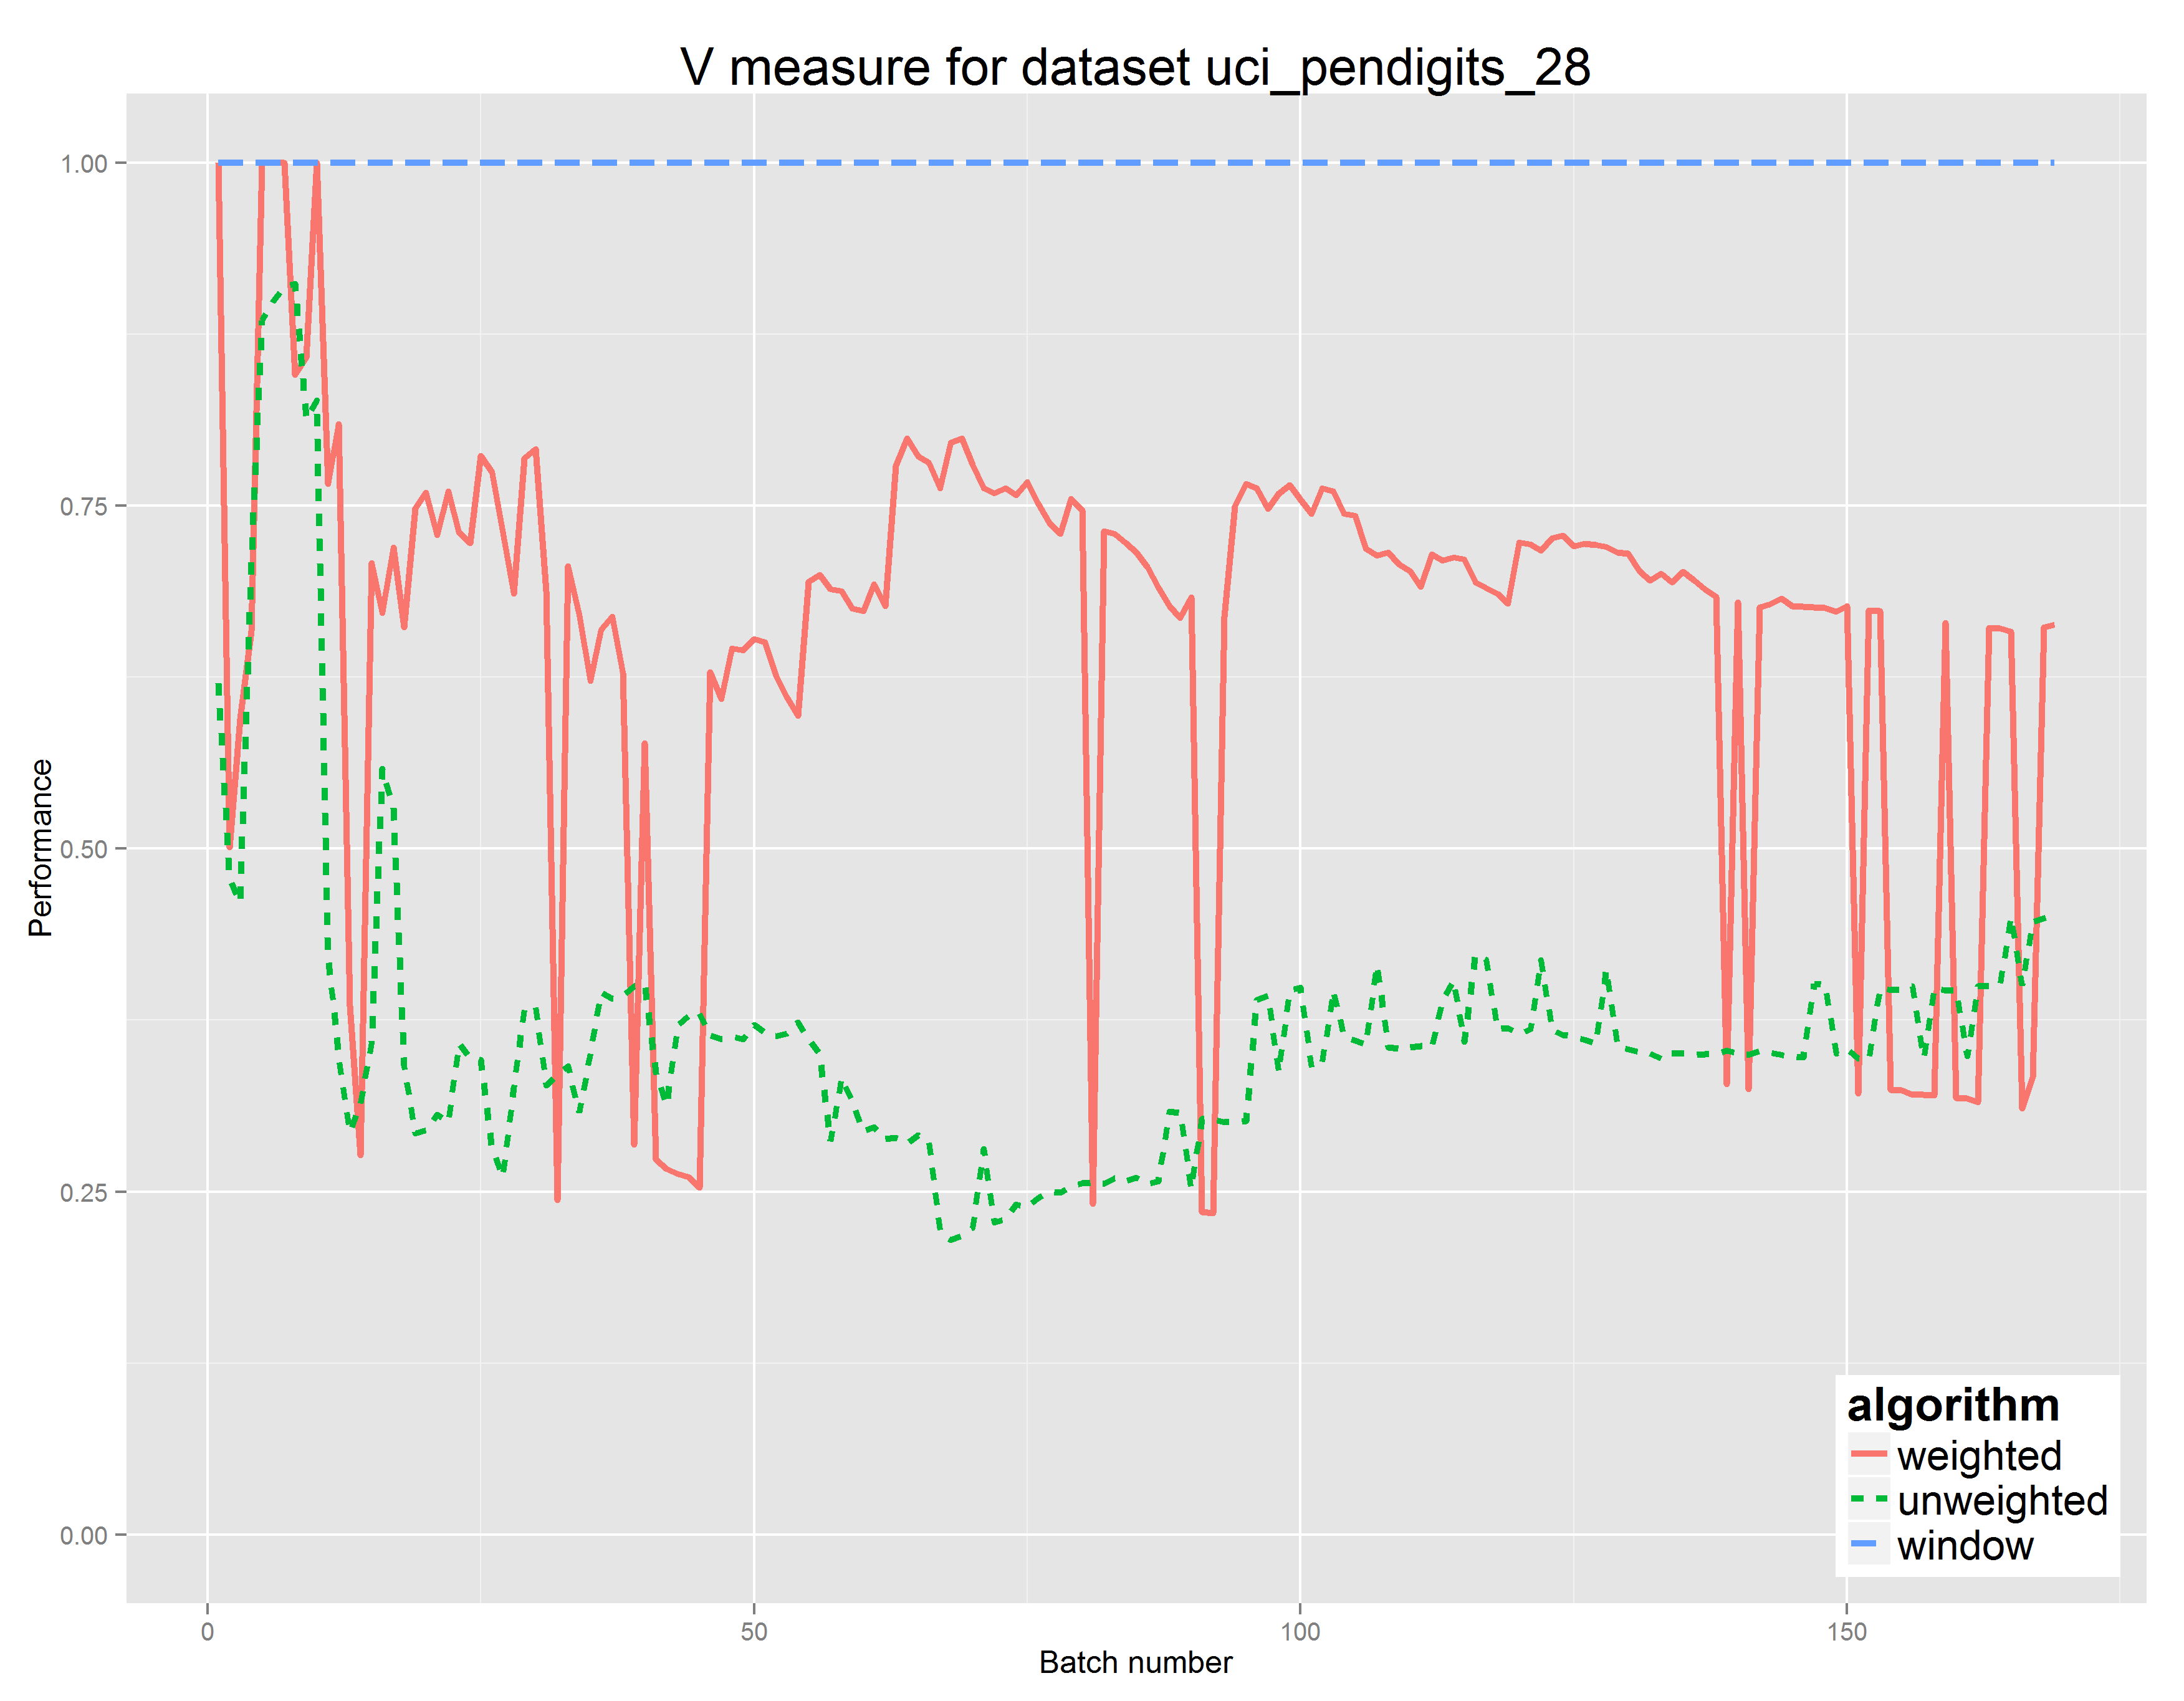 V measure for dataset uci_pendigits_28
Performance
1.00
0.75
0.50
0.25
0.00
0
50
100
150
Batch number
algorithm
weighted
unweighted
window